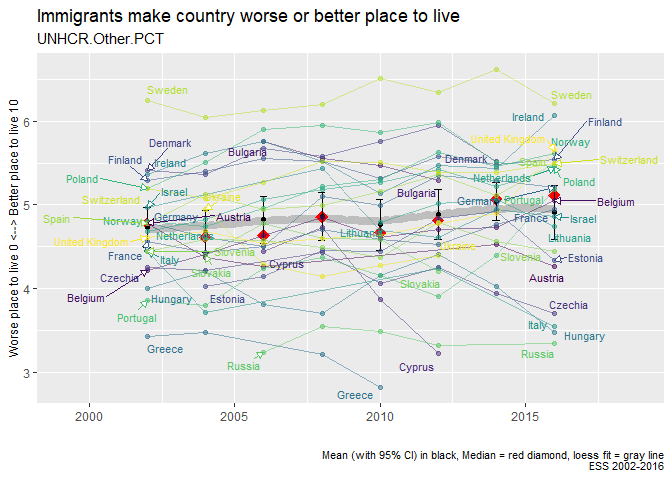 Immigrants make country worse or better place to live
UNHCR.Other.PCT
Worse place to live 0 <--> Better place to live 10
6
5
4
3
Sweden
Sweden
Denmark
Finland
Ireland
Poland
Israel
Switzerland
Spain
Norway
Germany
Ukraine
Austria
United Kingdom
Netherlands
France
Italy
Slovenia
Slovakia
Czechia
Belgium
Hungary
Estonia
Portugal
Greece
Russia
Bulgaria
Cyprus
Lithuania
Bulgaria
Slovakia
Ukraine
Cyprus
Greece
Ireland
Finland
United Kingdom
Norway
Denmark
Spain
Switzerland
Netherlands
Poland
Germany
Portugal
Belgium
France
Israel
Lithuania
Slovenia
Estonia
Austria
Czechia
Italy
Hungary
Russia
2000
2005
2010
2015
Mean (with 95% CI) in black, Median = red diamond, loess fit = gray line
ESS 2002-2016